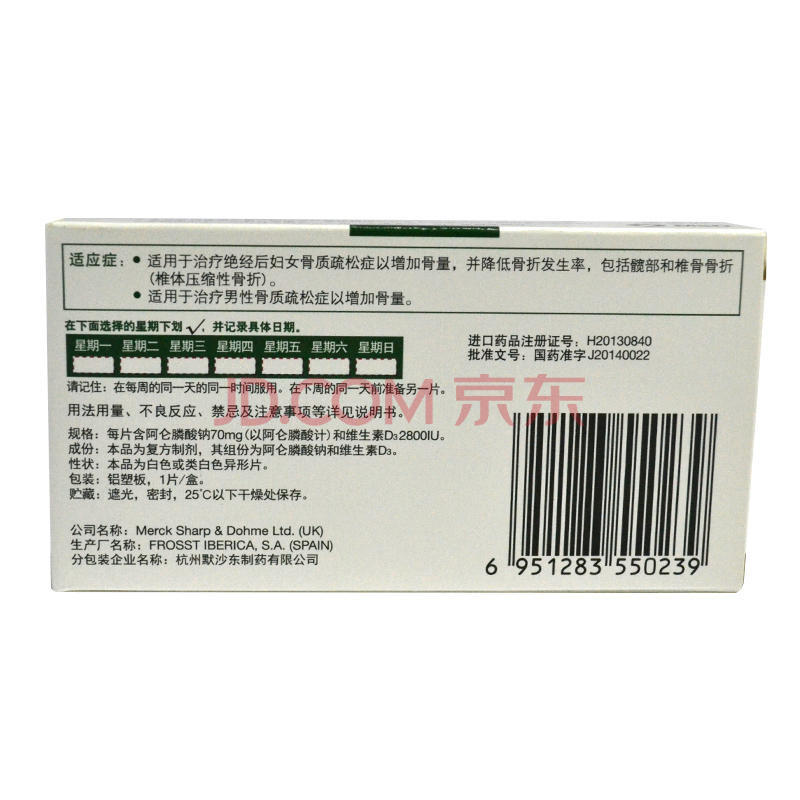 适应症：● 适用于治疗绝经后妇女骨质疏松症以增加骨量，并降低骨折发生率，包括髋部和椎骨骨折
(椎体压缩性骨折)。
● 适用于治疗男性骨质疏松症以增加骨量。
在下面选择的星期下划 ✓，并记录具体日期。
星期一 星期二 星期三 星期四 星期五 星期六 星期日
进口药品注册证号：H20130840
批准文号：国药准字J20140022
请记住：在每周的同一天的同一时间服用。在下周的同一天前准备另一片。
JD.COM 京东
用法用量、不良反应、禁忌及注意事项等详见说明书。
规格：每片含阿仑膦酸钠70mg(以阿仑膦酸计)和维生素D₃2800IU。
成份：本品为复方制剂，其组份为阿仑膦酸钠和维生素D₃。
性状：本品为白色或类白色异形片。
包装：铝塑板，1片/盒。
贮藏：遮光，密封，25℃以下干燥处保存。
公司名称：Merck Sharp & Dohme Ltd. (UK)
生产厂名称：FROSST IBERICA, S.A. (SPAIN)
分包装企业名称：杭州默沙东制药有限公司
6 951283 550239